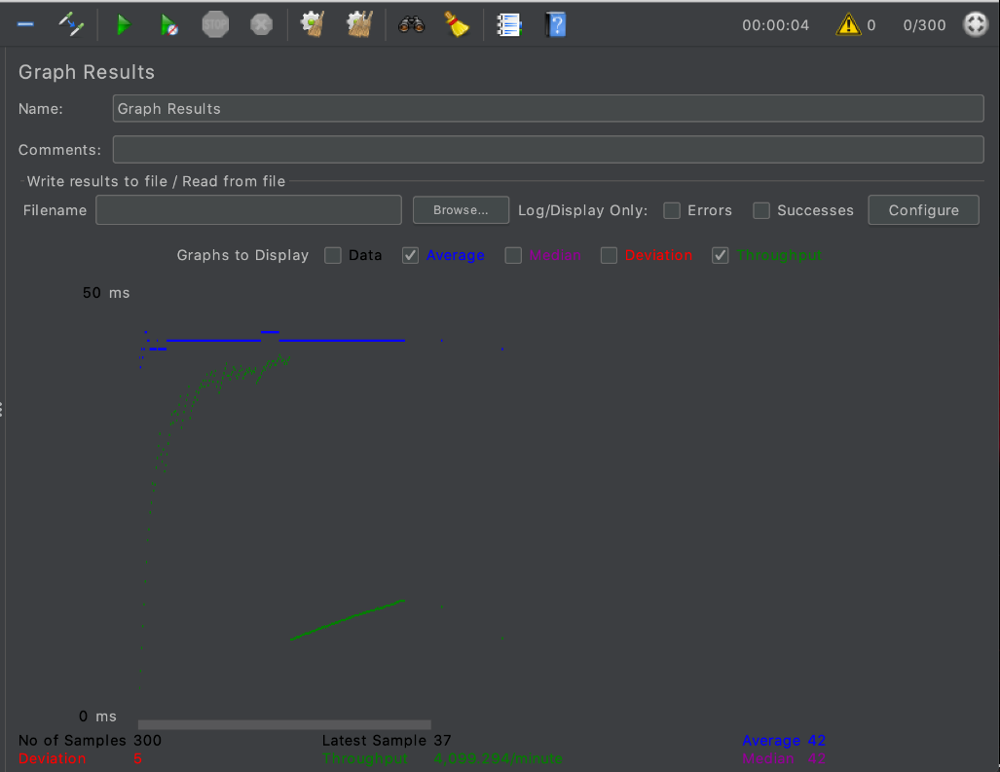 STOP
00:00:04 0 0/300
Graph Results
Name: Graph Results
Comments:
Write results to file / Read from file
Filename Browse... Log/Display Only: Errors Successes Configure
Graphs to Display Data Average Median Deviation Throughput
50 ms
0 ms
No of Samples 300 Latest Sample 37 Average 42
Deviation 5 Throughput 4,099.294/minute Median 42